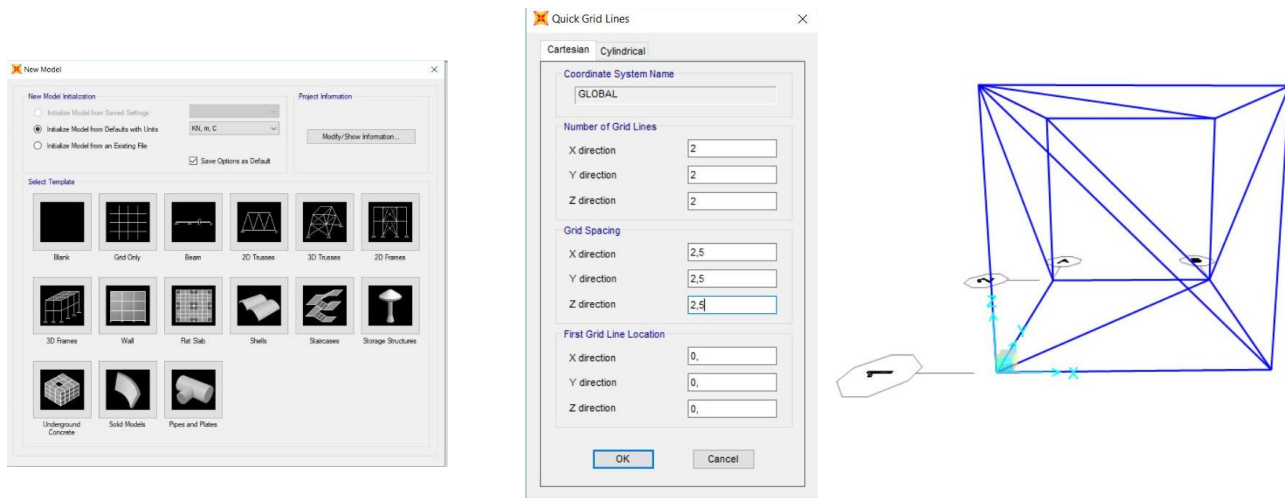 New Model
New Model Initialization
Initialize Model from Saved Settings
Initialize Model from Defaults with Units
KN, m, C
Initialize Model from an Existing File
Save Options as Default
Project Information
Modify/Show Information...
Select Template
Blank
Grid Only
Beam
2D Trusses
3D Trusses
2D Frames
3D Frames
Wall
Flat Slab
Shells
Staircases
Storage Structures
Underground
Concrete
Solid Models
Pipes and Plates
Quick Grid Lines
Cartesian
Cylindrical
Coordinate System Name
GLOBAL
Number of Grid Lines
X direction 2
Y direction 2
Z direction 2
Grid Spacing
X direction 2,5
Y direction 2,5
Z direction 2,5
First Grid Line Location
X direction 0,
Y direction 0,
Z direction 0,
OK
Cancel
X